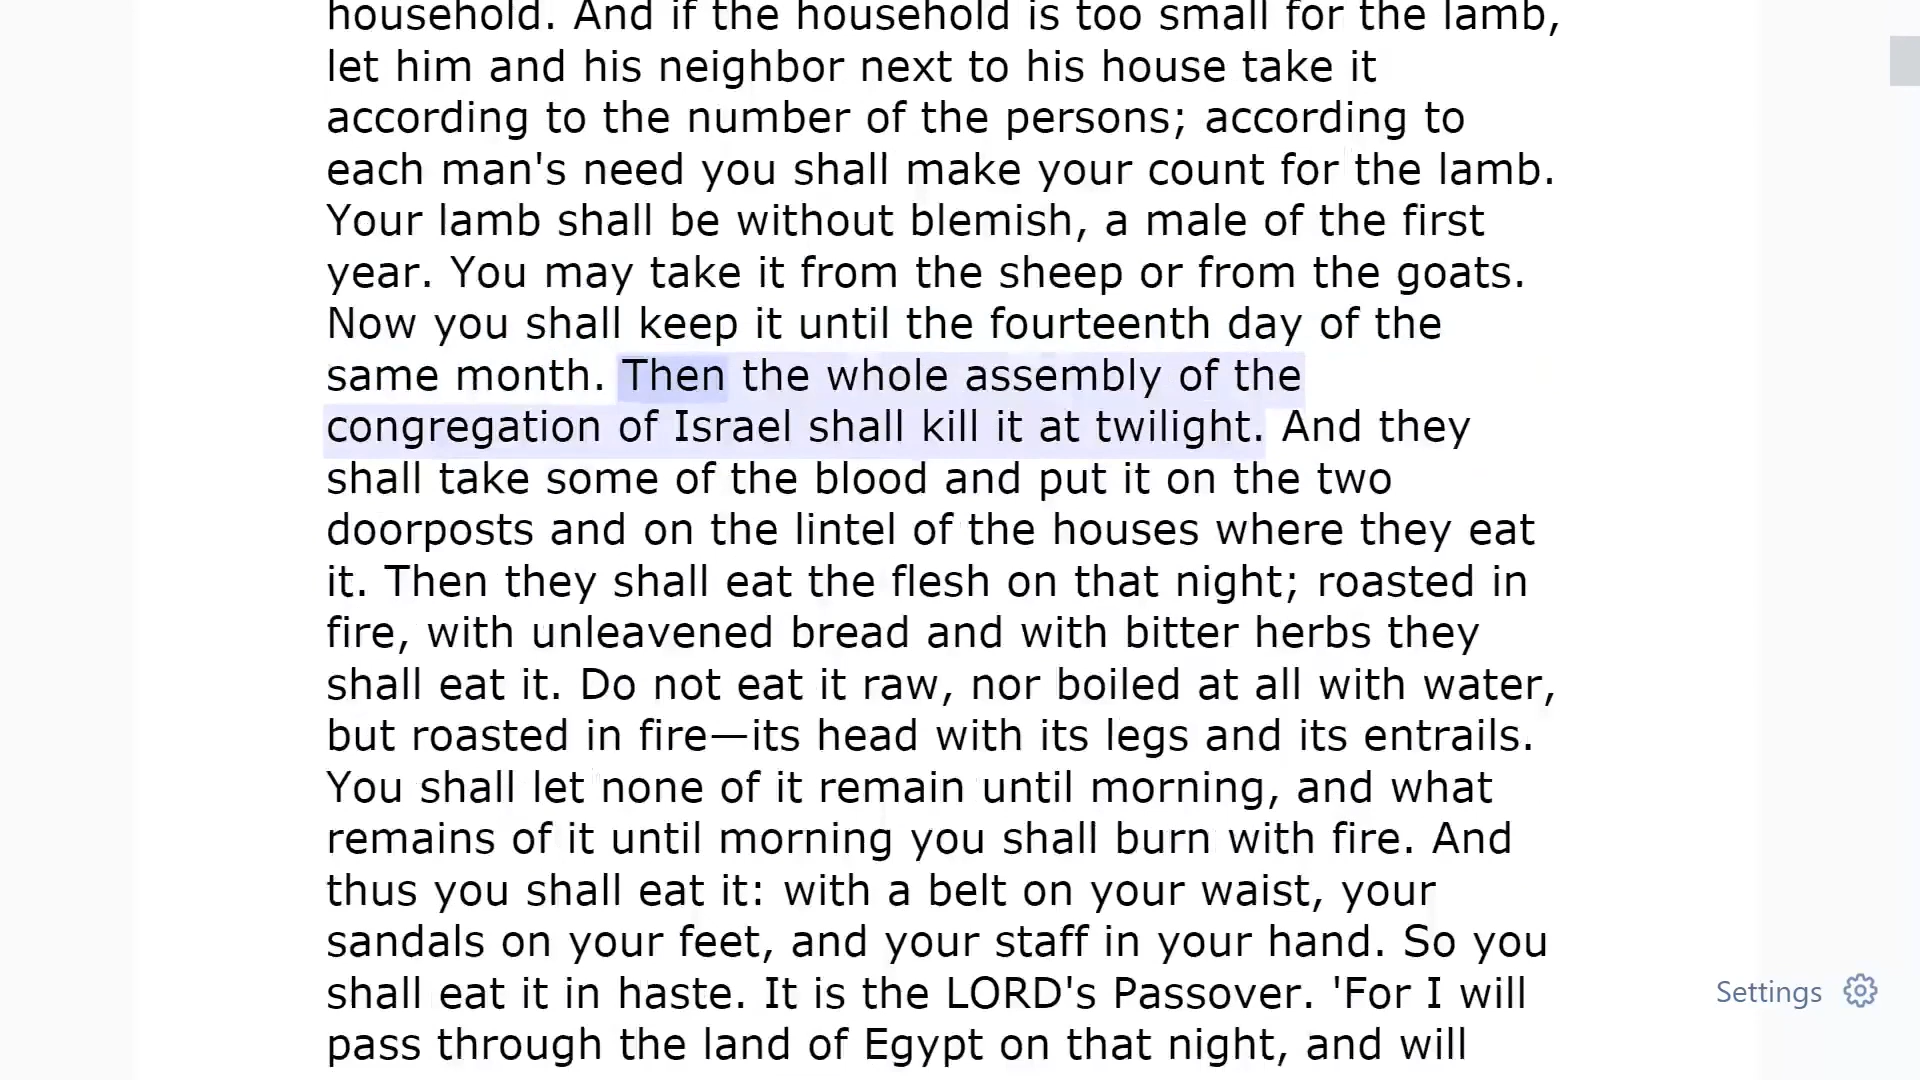 household. And if the household is too small for the lamb,
let him and his neighbor next to his house take it
according to the number of the persons; according to
each man's need you shall make your count for the lamb.
Your lamb shall be without blemish, a male of the first
year. You may take it from the sheep or from the goats.
Now you shall keep it until the fourteenth day of the
same month. Then the whole assembly of the
congregation of Israel shall kill it at twilight. And they
shall take some of the blood and put it on the two
doorposts and on the lintel of the houses where they eat
it. Then they shall eat the flesh on that night; roasted in
fire, with unleavened bread and with bitter herbs they
shall eat it. Do not eat it raw, nor boiled at all with water,
but roasted in fire—its head with its legs and its entrails.
You shall let none of it remain until morning, and what
remains of it until morning you shall burn with fire. And
thus you shall eat it: with a belt on your waist, your
sandals on your feet, and your staff in your hand. So you
shall eat it in haste. It is the LORD's Passover. 'For I will
Settings
pass through the land of Egypt on that night, and will